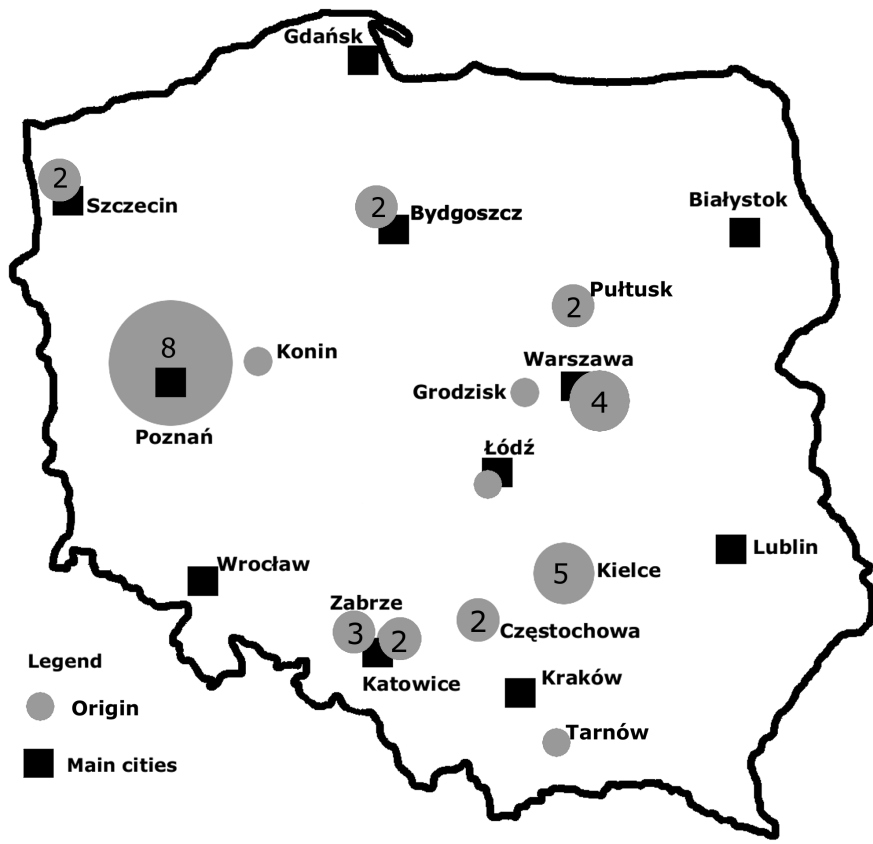 Gdańsk
2
Szczecin
2
Bydgoszcz
Białystok
2
Pułtusk
8
Poznań
Konin
Warszawa
4
Grodzisk
Łódź
Wrocław
5
Kielce
Lublin
Zabrze
3
2
Katowice
2
Częstochowa
Kraków
Tarnów
Legend
Origin
Main cities